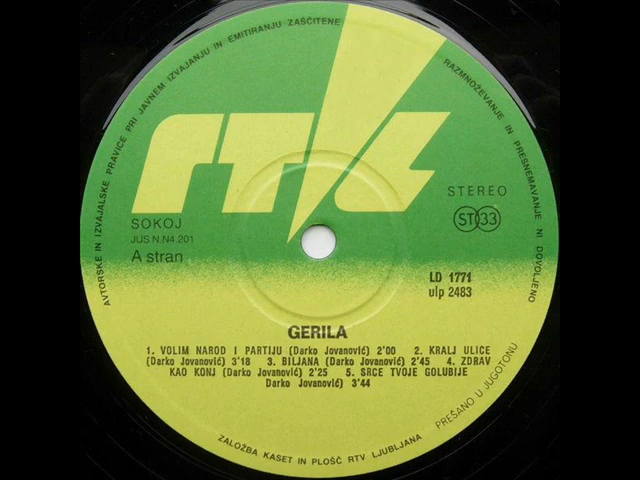 AVTORSKE IN IZVAJALSKE PRAVICE PRI JAVNEM IZVAJANJU IN EMITIRANJU ZAŠČITENE
RAZMNOŽEVANJE IN PRESNEMAVANJE NI DOVOLJENO
RTL
SOKOJ
JUS N.N4.201
A stran
STEREO
ST 33
LD 1771
ulp 2483
GERILA
1. VOLIM NAROD I PARTIJU (Darko Jovanović) 2'00 2. KRALJ ULICE
(Darko Jovanović) 3'18 3. BILJANA (Darko Jovanović) 2'45 4. ZDRAV
KAO KONJ (Darko Jovanović) 2'25 5. SRCE TVOJE GOLUBIJE
Darko Jovanović) 3'44
PREŠANO U JUGOTONU
ZALOŽBA KASET IN PLOŠČ RTV LJUBLJANA